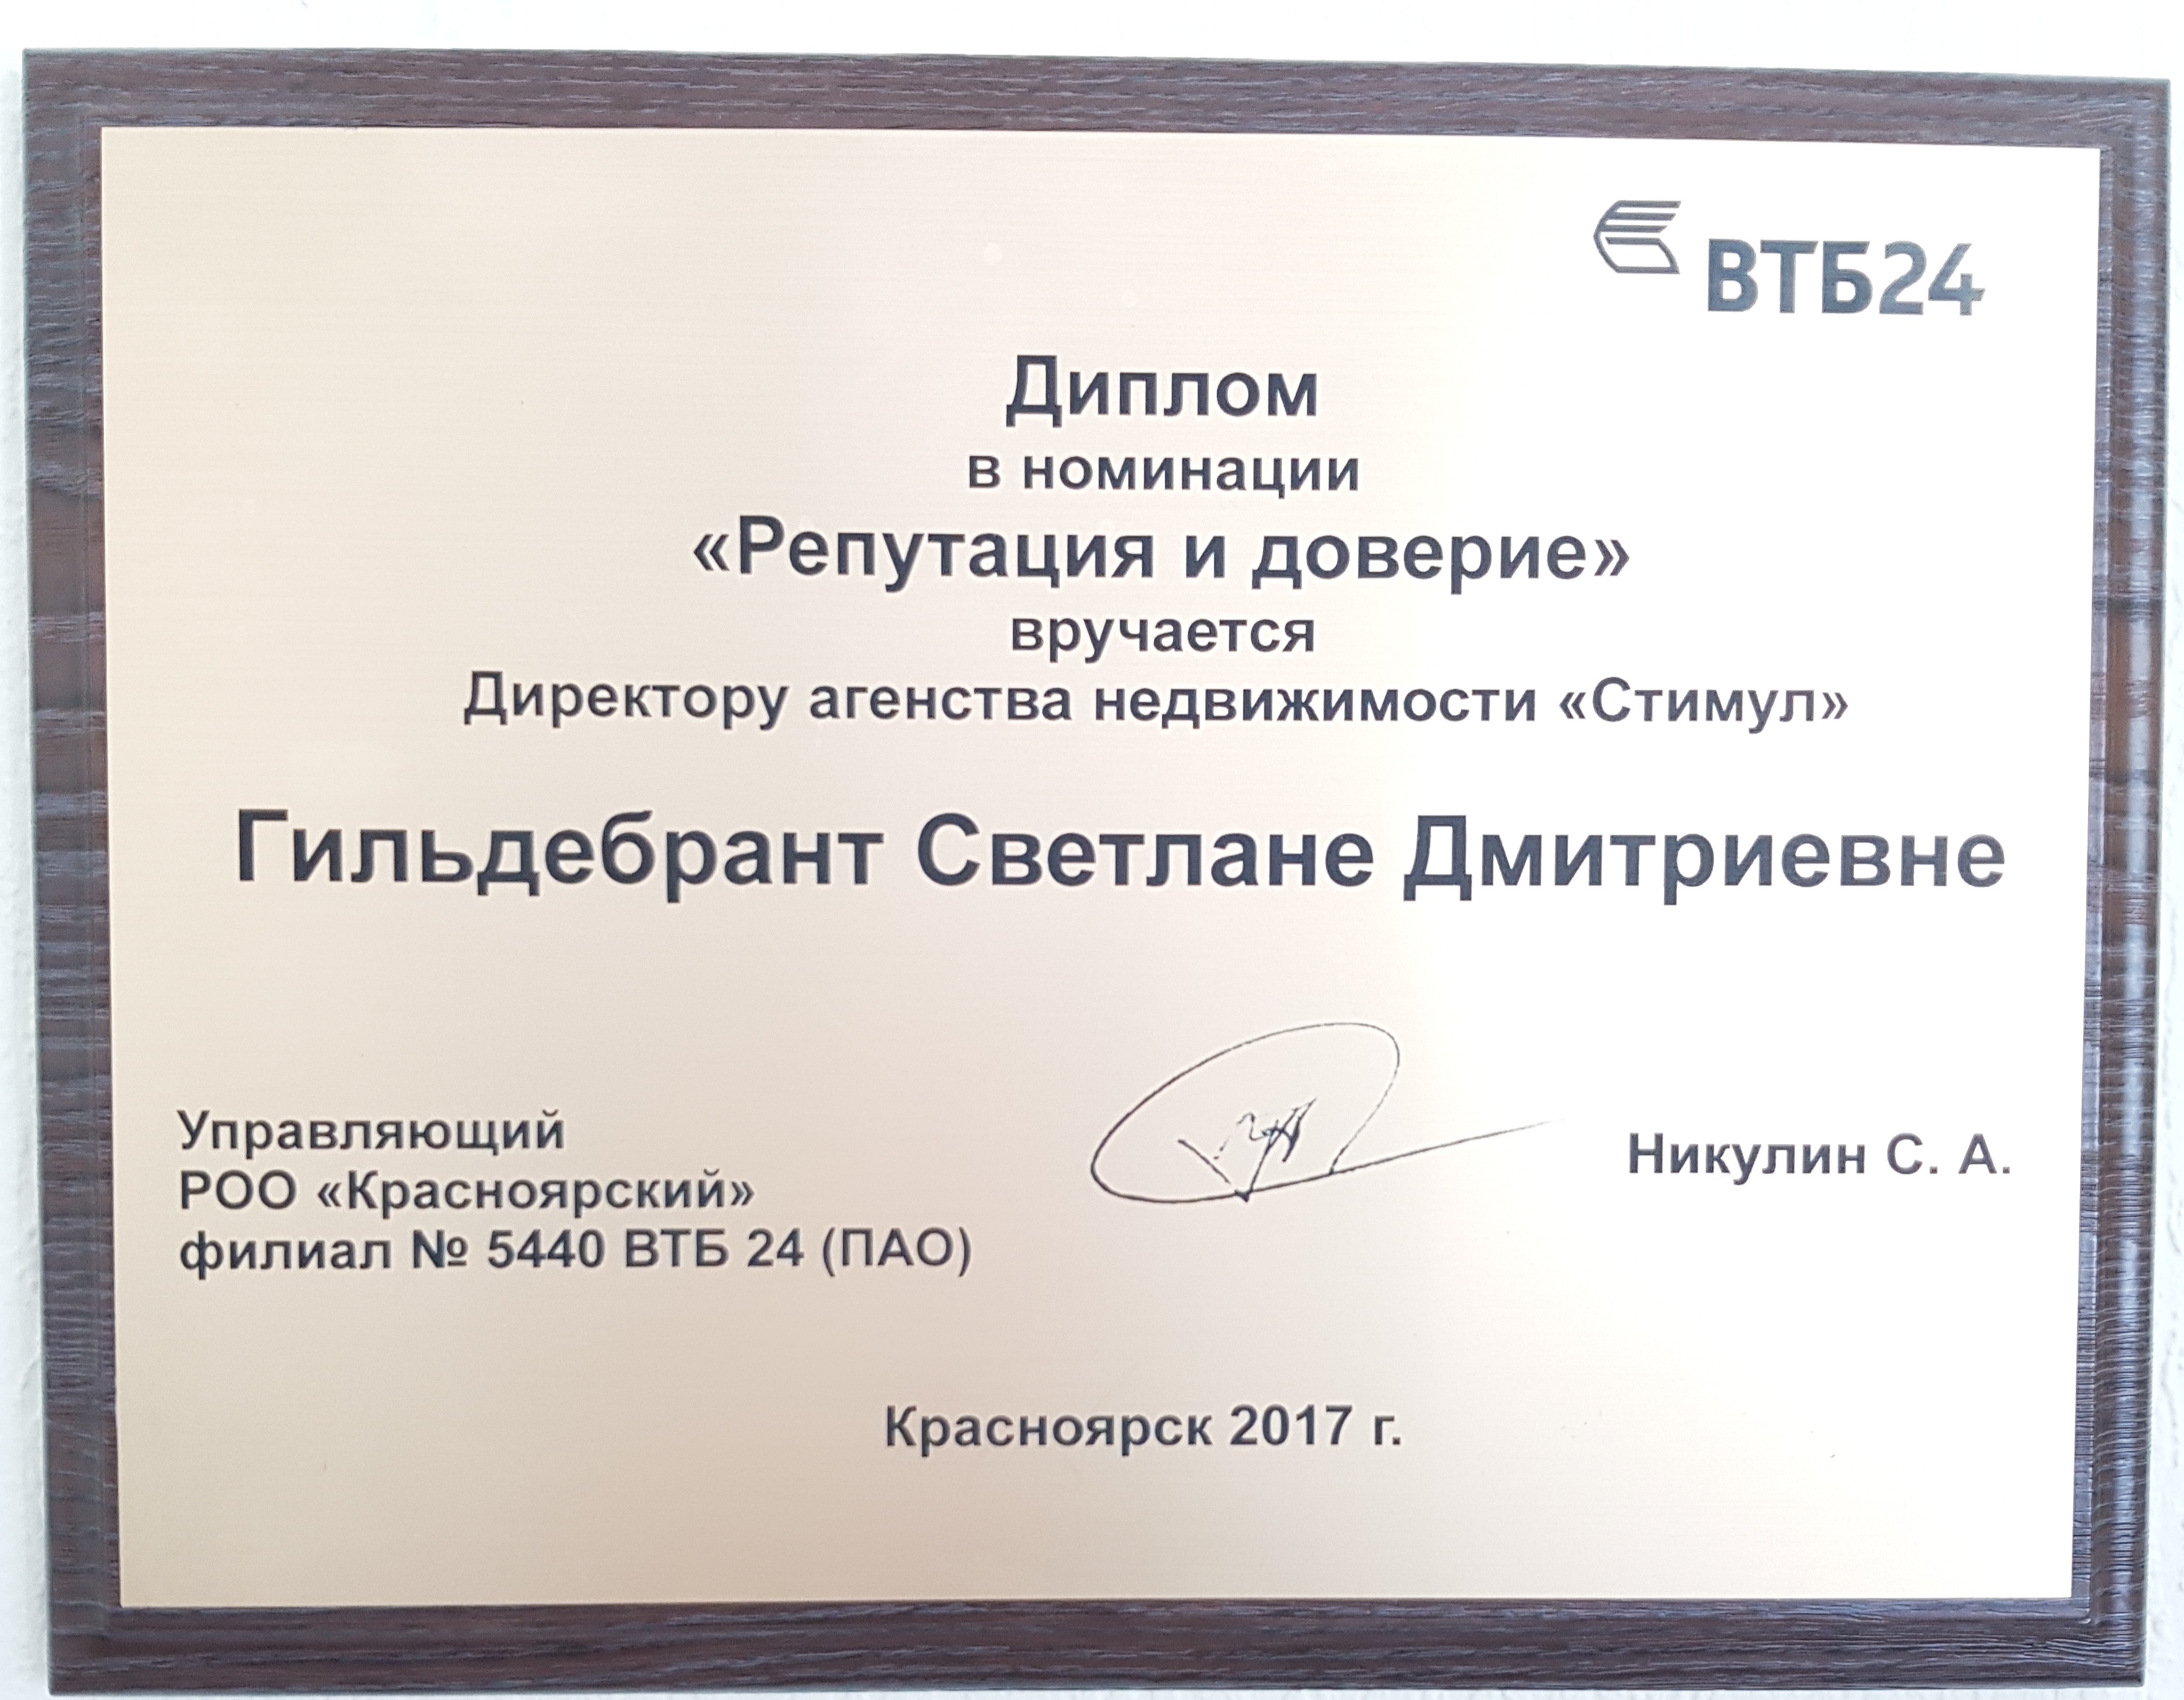 ВТБ24
Диплом
в номинации
«Репутация и доверие»
вручается
Директору агенства недвижимости «Стимул»
Гильдебрант Светлане Дмитриевне
Управляющий
РОО «Красноярский»
филиал № 5440 ВТБ 24 (ПАО)
Никулин С. А.
Красноярск 2017 г.